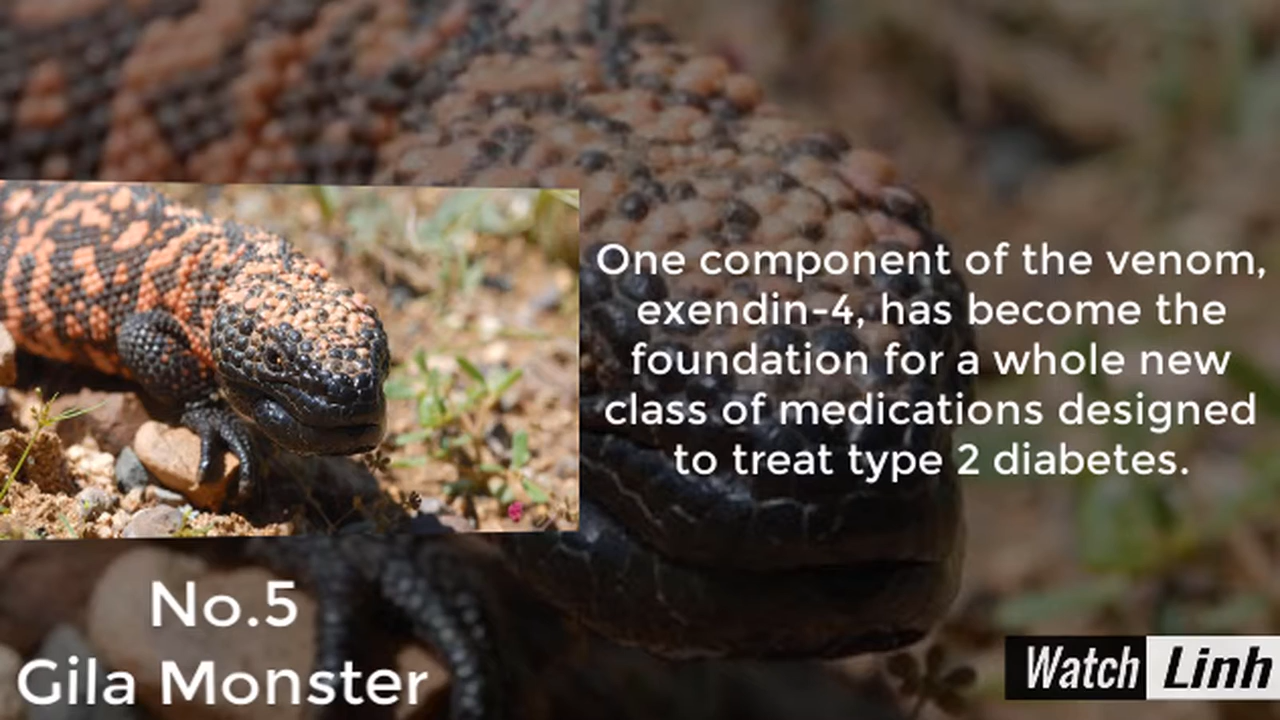 One component of the venom,
exendin-4, has become the
foundation for a whole new
class of medications designed
to treat type 2 diabetes.
No.5
Gila Monster
Watch Linh